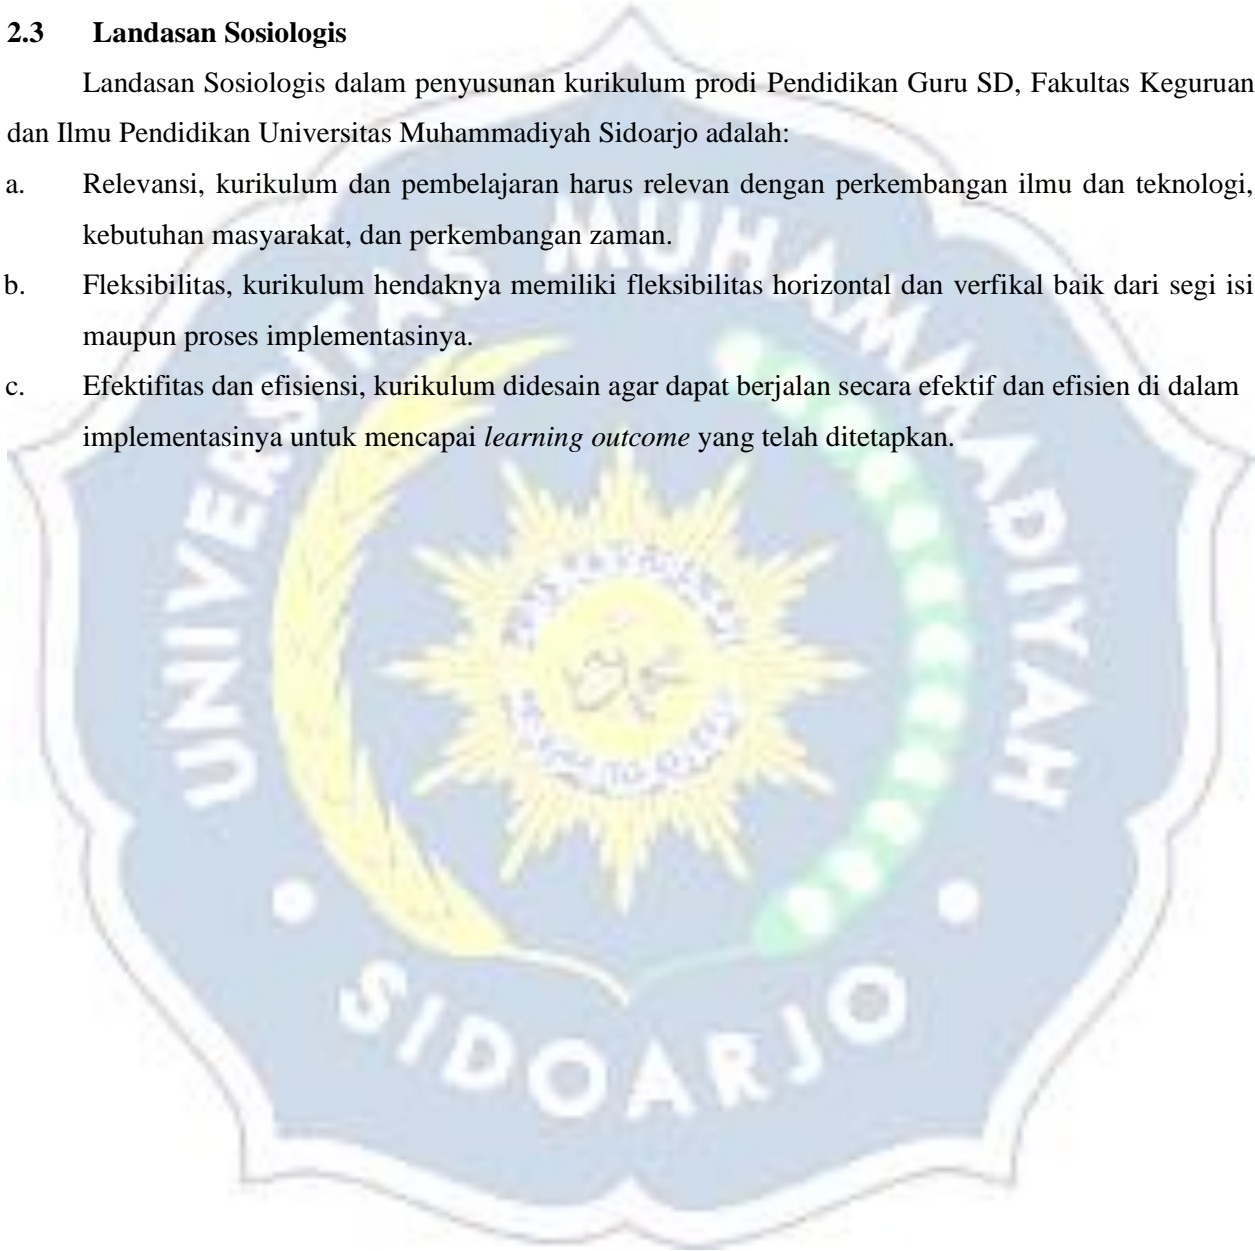 2.3 Landasan Sosiologis
Landasan Sosiologis dalam penyusunan kurikulum prodi Pendidikan Guru SD, Fakultas Keguruan
dan Ilmu Pendidikan Universitas Muhammadiyah Sidoarjo adalah:
a. Relevansi, kurikulum dan pembelajaran harus relevan dengan perkembangan ilmu dan teknologi,
kebutuhan masyarakat, dan perkembangan zaman.
b. Fleksibilitas, kurikulum hendaknya memiliki fleksibilitas horizontal dan verfikal baik dari segi isi
maupun proses implementasinya.
c. Efektifitas dan efisiensi, kurikulum didesain agar dapat berjalan secara efektif dan efisien di dalam
implementasinya untuk mencapai learning outcome yang telah ditetapkan.
UNIVERSITAS MUHAMMADIYAH
SIDOARJO